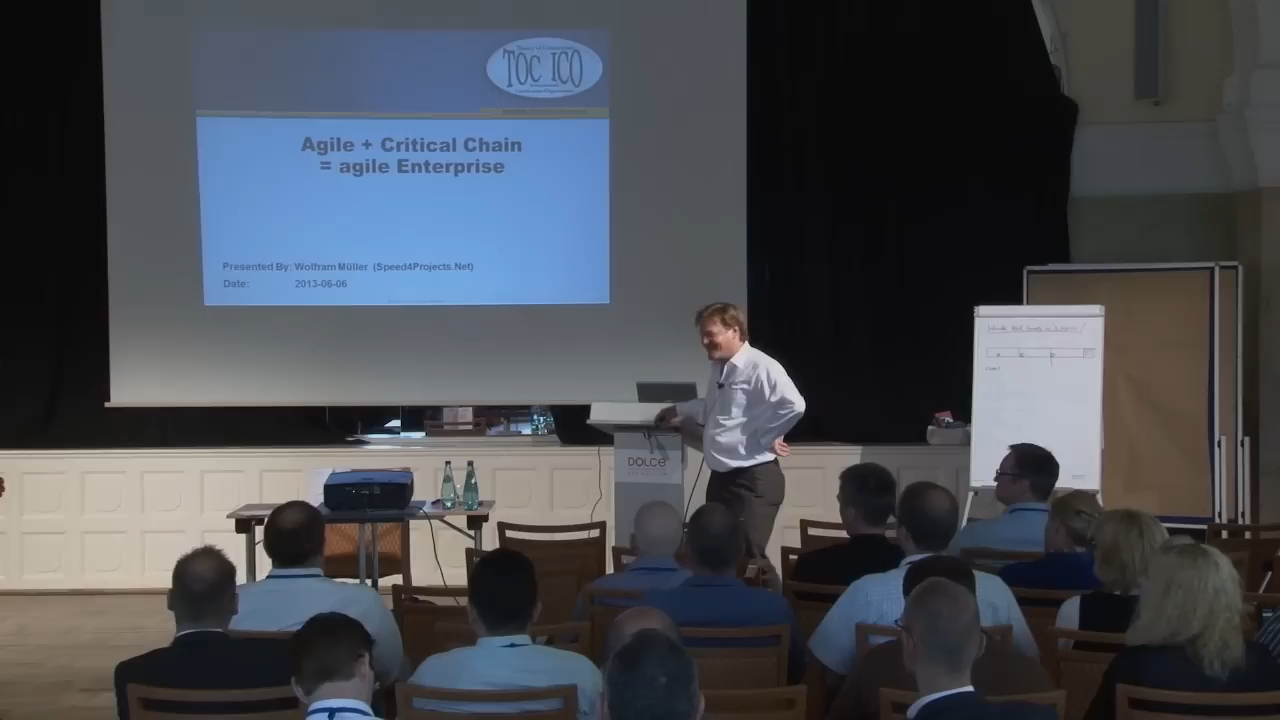 TOC ICO
Agile + Critical Chain
= agile Enterprise
Presented By: Wolfram Müller (Speed4Projects.Net)
Date: 2013-06-06
DOLCE